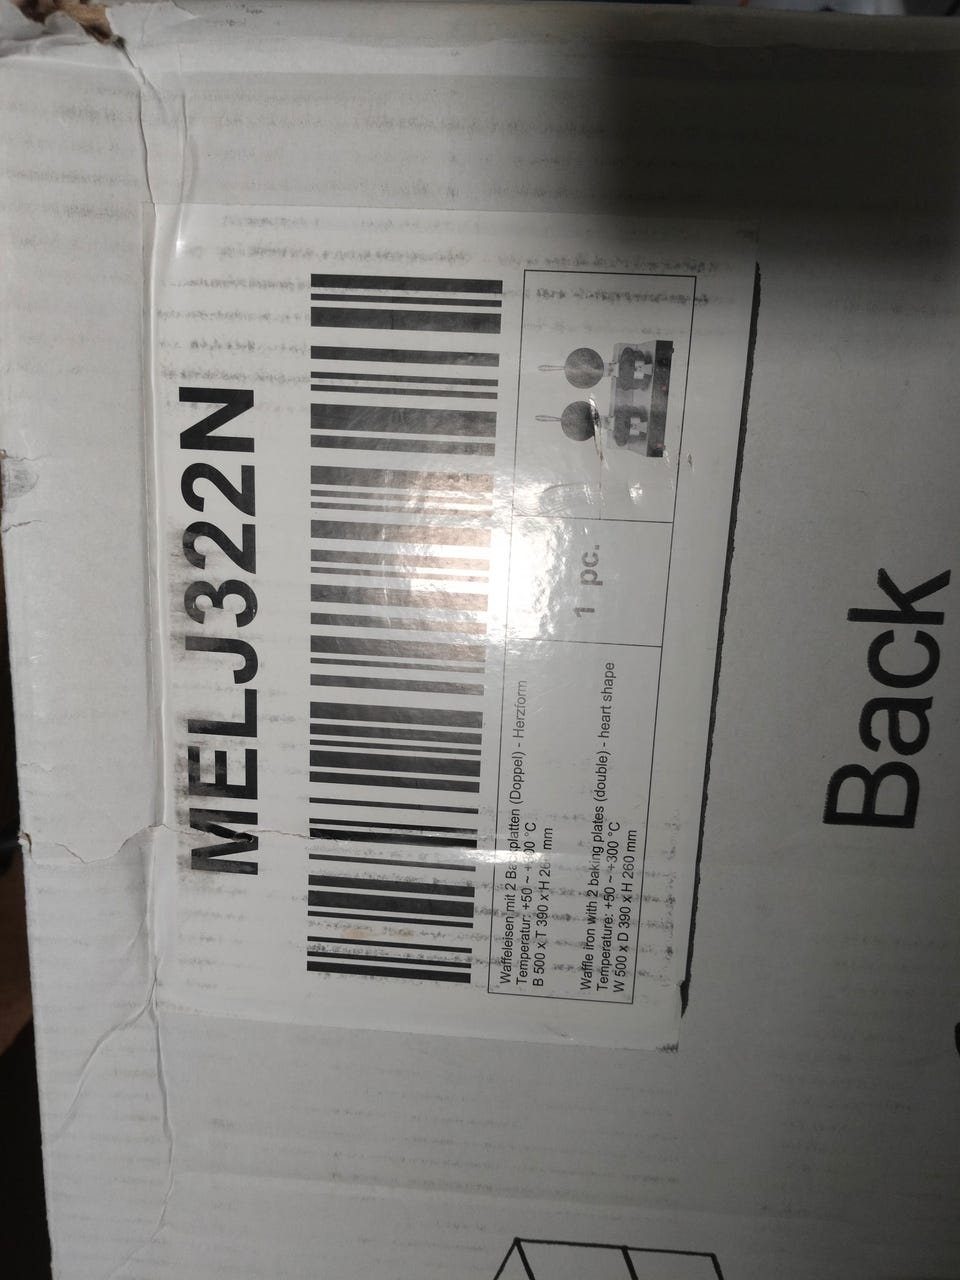 MELJ322N
Waffeleisen mit 2 Backplatten (Doppel) - Herzform
Temperatur: +50 ~ +300 °C
B 500 x T 390 x H 260 mm
Waffle iron with 2 baking plates (double) - heart shape
Temperature: +50 ~ +300 °C
W 500 x D 390 x H 260 mm
1 pc.
Back